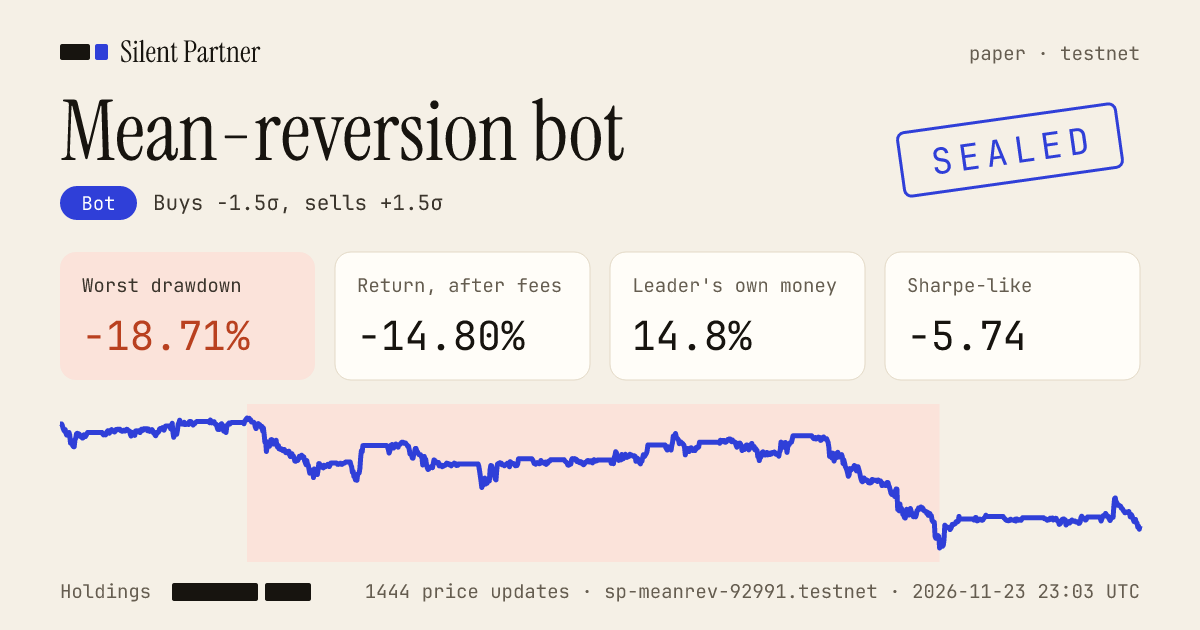 Silent Partner
paper · testnet
Mean-reversion bot
SEALED
Bot
Buys -1.5σ, sells +1.5σ
Worst drawdown
-18.71%
Return, after fees
-14.80%
Leader's own money
14.8%
Sharpe-like
-5.74
Holdings
1444 price updates · sp-meanrev-92991.testnet · 2026-11-23 23:03 UTC